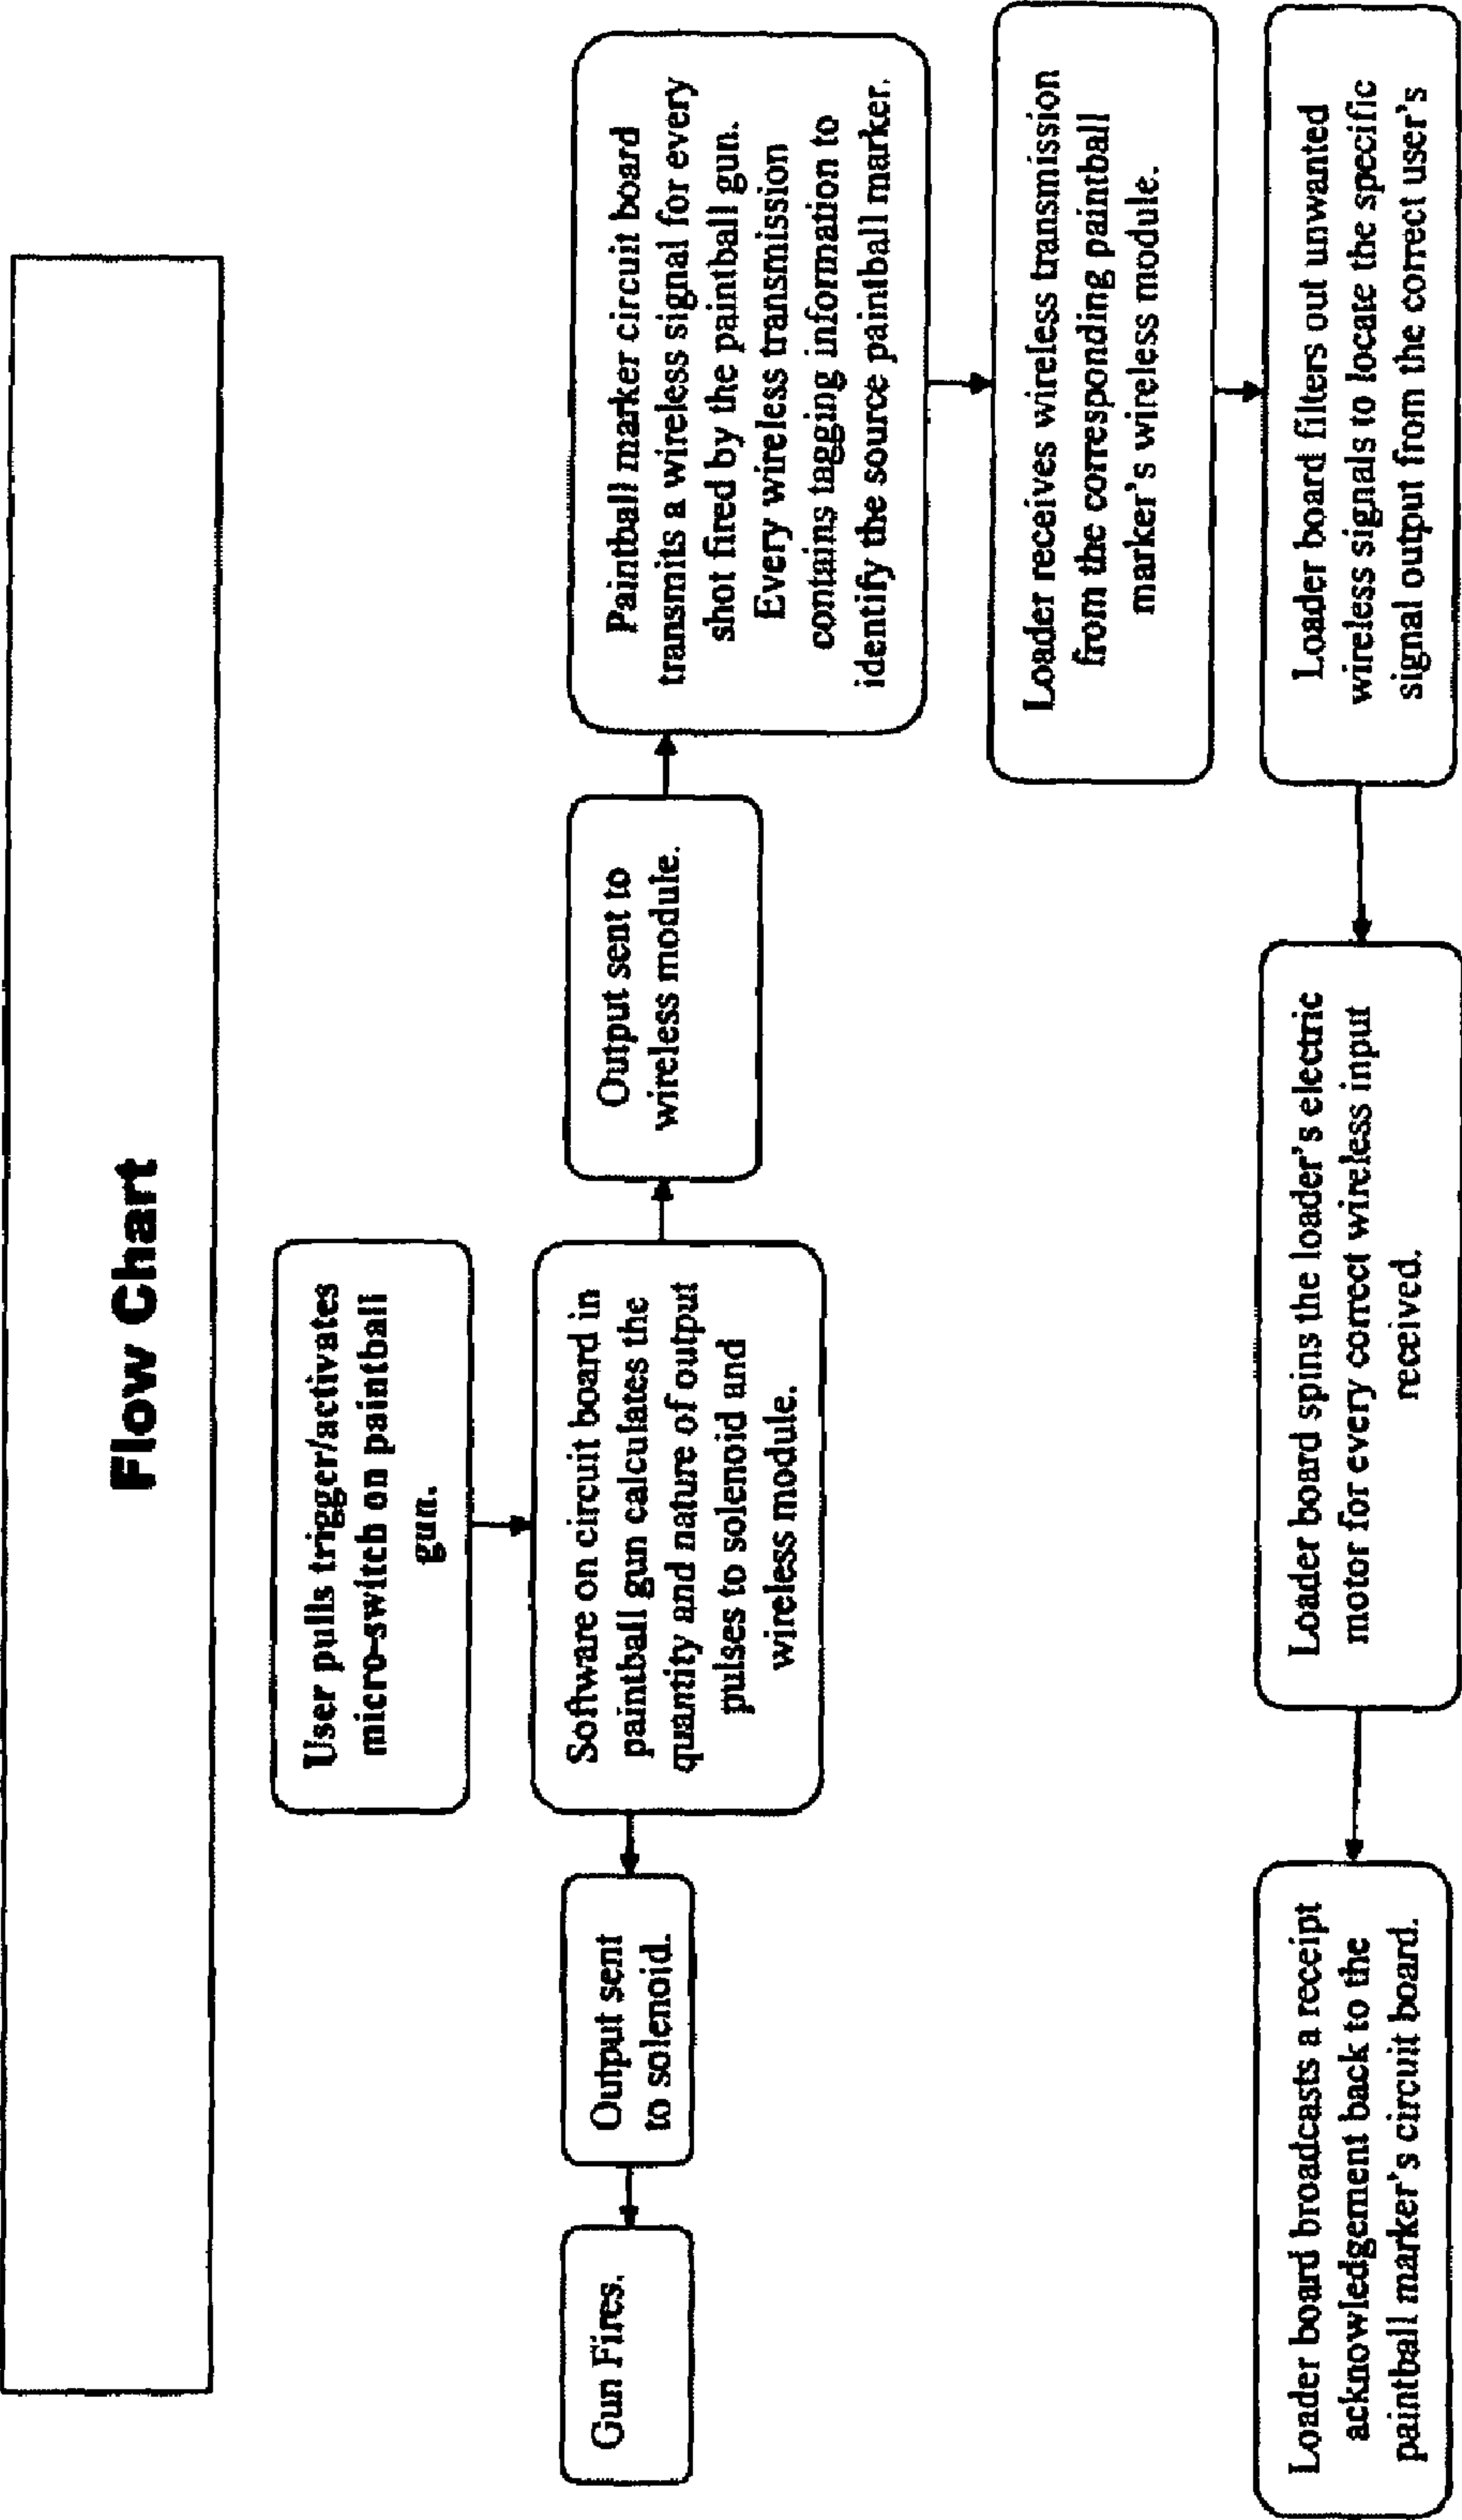 Flow Chart
User pulls trigger/activates
micro-switch on paintball
gun.
Software on circuit board in
paintball gun calculates the
quantity and nature of output
pulses to solenoid and
wireless module.
Output sent
to solenoid.
Gun Fires.
Output sent to
wireless module.
Paintball marker circuit board
transmits a wireless signal for every
shot fired by the paintball gun.
Every wireless transmission
contains tagging information to
identify the source paintball marker.
Loader receives wireless transmission
from the corresponding paintball
marker's wireless module.
Loader board filters out unwanted
wireless signals to locate the specific
signal output from the correct user's
Loader board spins the loader's electric
motor for every correct wireless input
received.
Loader board broadcasts a receipt
acknowledgement back to the
paintball marker's circuit board.